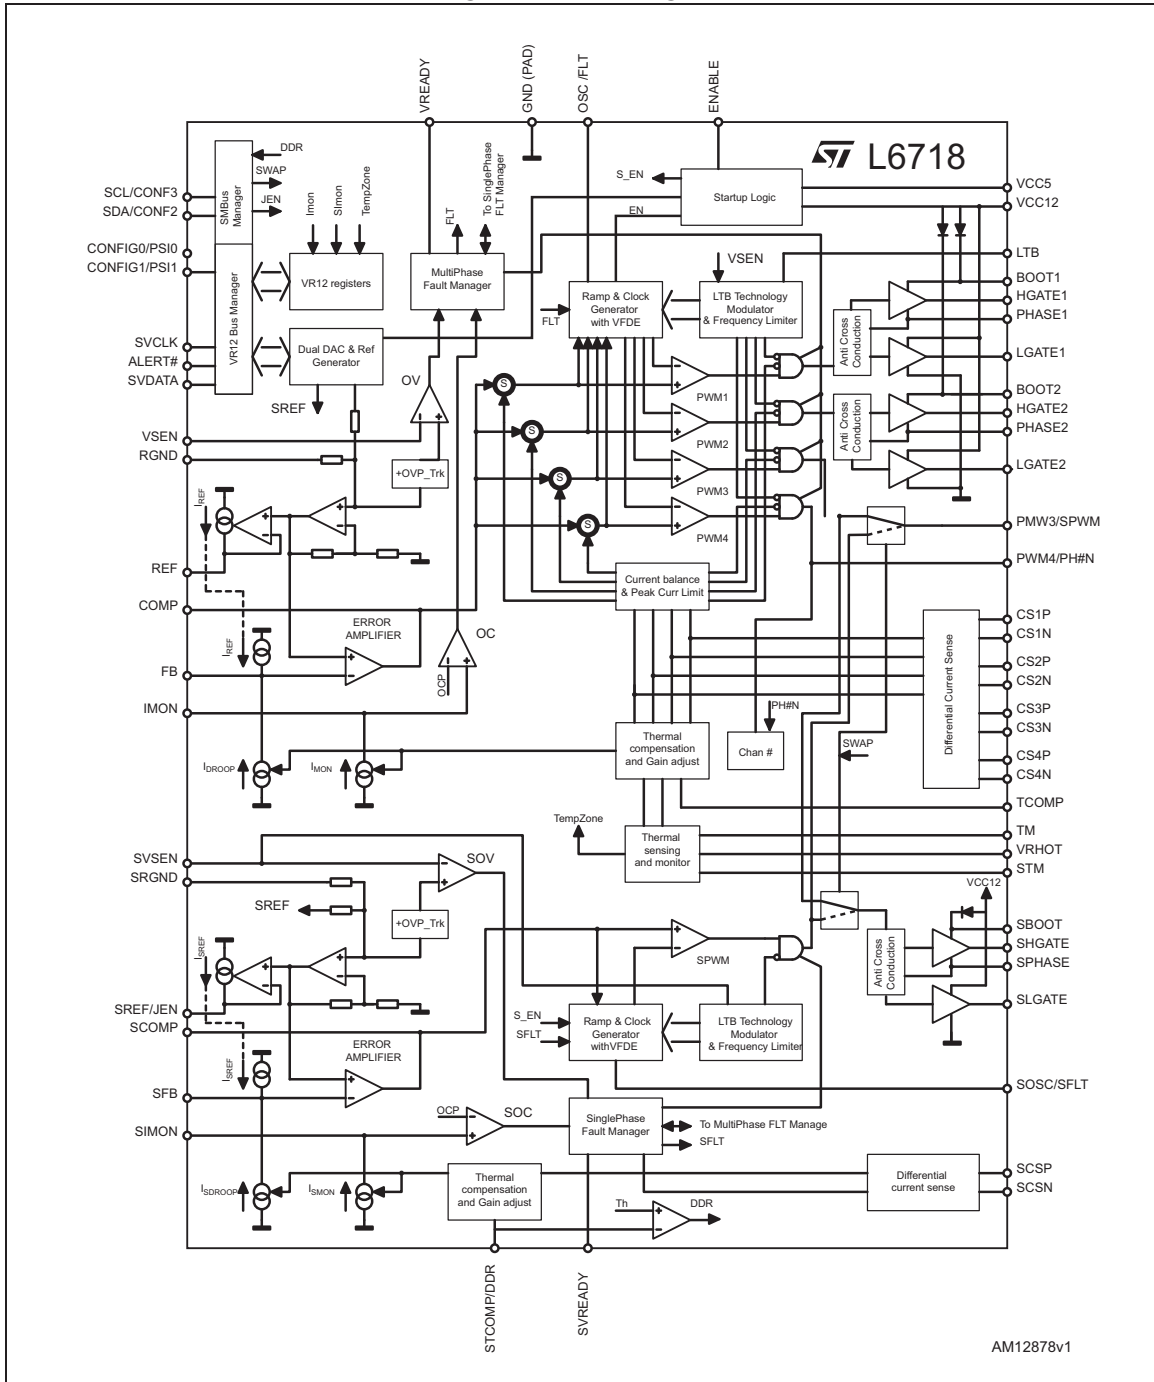 VREADY
GND (PAD)
OSC /FLT
ENABLE
L6718
SCL/CONF3
SDA/CONF2
CONFIG0/PSI0
CONFIG1/PSI1
SVCLK
ALERT#
SVDATA
VSEN
RGND
REF
COMP
FB
IMON
SVSEN
SRGND
SREF/JEN
SCOMP
SFB
SIMON
SMBus
Manager
DDR
SWAP
JEN
VR12 Bus Manager
Imon
SImon
TempZone
VR12 registers
Dual DAC & Ref
Generator
SREF
FLT
To SinglePhase
FLT Manager
MultiPhase
Fault Manager
OV
+OVP_Trk
S_EN
EN
Startup Logic
VSEN
FLT
Ramp & Clock
Generator
with VFDE
LTB Technology
Modulator
& Frequency Limiter
S
S
S
S
PWM1
PWM2
PWM3
PWM4
Anti Cross
Conduction
Anti Cross
Conduction
VCC5
VCC12
LTB
BOOT1
HGATE1
PHASE1
LGATE1
BOOT2
HGATE2
PHASE2
LGATE2
PMW3/SPWM
PWM4/PH#N
CS1P
CS1N
CS2P
CS2N
CS3P
CS3N
CS4P
CS4N
TCOMP
TM
VRHOT
STM
IREF
IREF
ERROR
AMPLIFIER
OC
OCP
Current balance
& Peak Curr Limit
Differential Current Sense
IDROOP
IMON
Thermal
compensation
and Gain adjust
PH#N
Chan #
SWAP
TempZone
Thermal
sensing
and monitor
VCC12
SOV
SREF
+OVP_Trk
SPWM
Anti Cross
Conduction
SBOOT
SHGATE
SPHASE
SLGATE
ISREF
ISREF
ERROR
AMPLIFIER
S_EN
SFLT
Ramp & Clock
Generator
withVFDE
LTB Technology
Modulator
& Frequency Limiter
SOSC/SFLT
OCP
SOC
SinglePhase
Fault Manager
To MultiPhase FLT Manage
SFLT
ISDROOP
ISMON
Thermal
compensation
and Gain adjust
Th
DDR
Differential
current sense
SCSP
SCSN
STCOMP/DDR
SVREADY
AM12878v1